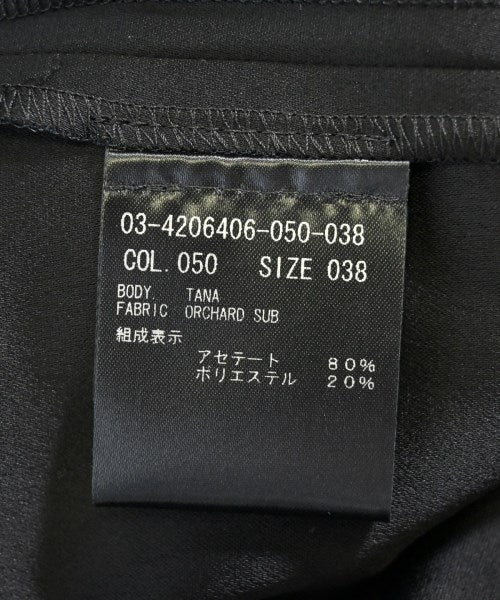 03-4206406-050-038
COL.050 SIZE 038
BODY. TANA
FABRIC ORCHARD SUB
組成表示
アセテート 80%
ポリエステル 20%